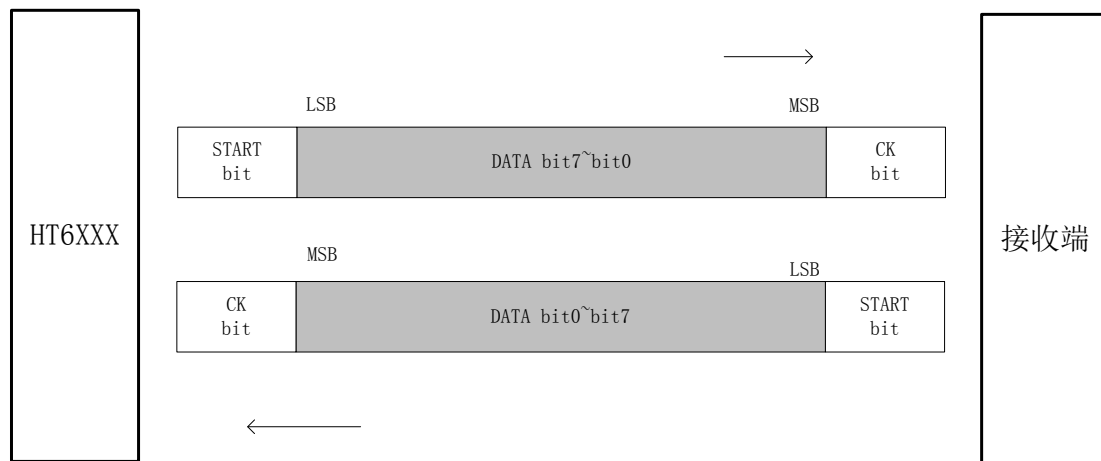 HT6XXX
LSB
MSB
START
bit
DATA bit7~bit0
CK
bit
MSB
LSB
CK
bit
DATA bit0~bit7
START
bit
接收端